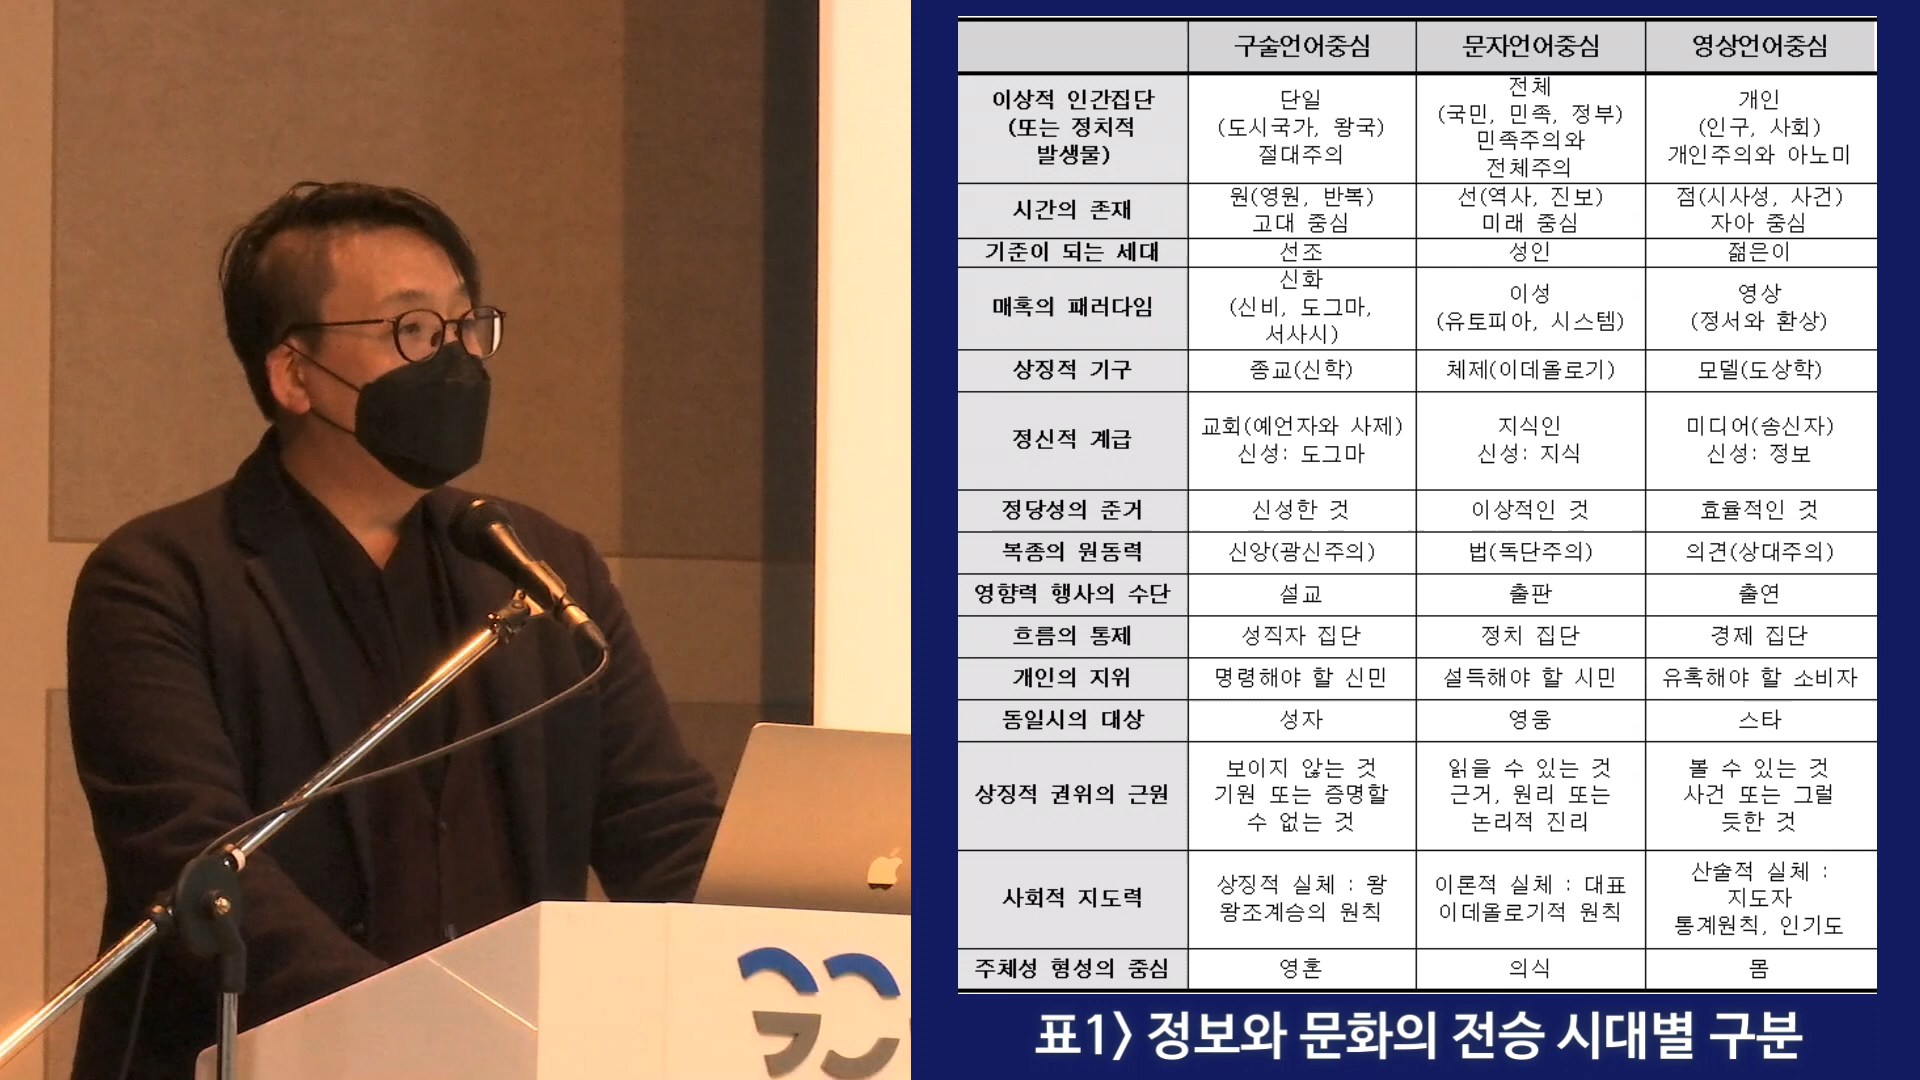 구술언어중심 문자언어중심 영상언어중심
이상적 인간집단
(또는 정치적
발생물)
단일
(도시국가, 왕국)
절대주의
전체
(국민, 민족, 정부)
민족주의와
전체주의
개인
(인구, 사회)
개인주의와 아노미
시간의 존재
원(영원, 반복)
고대 중심
선(역사, 진보)
미래 중심
점(시사성, 사건)
자아 중심
기준이 되는 세대 선조 성인 젊은이
매혹의 패러다임
신화
(신비, 도그마,
서사시)
이성
(유토피아, 시스템)
영상
(정서와 환상)
상징적 기구 종교(신학) 체제(이데올로기) 모델(도상학)
정신적 계급
교회(예언자와 사제)
신성: 도그마
지식인
신성: 지식
미디어(송신자)
신성: 정보
정당성의 준거 신성한 것 이상적인 것 효율적인 것
복종의 원동력 신앙(광신주의) 법(독단주의) 의견(상대주의)
영향력 행사의 수단 설교 출판 출연
흐름의 통제 성직자 집단 정치 집단 경제 집단
개인의 지위 명령해야 할 신민 설득해야 할 시민 유혹해야 할 소비자
동일시의 대상 성자 영웅 스타
상징적 권위의 근원
보이지 않는 것
기원 또는 증명할
수 없는 것
읽을 수 있는 것
근거, 원리 또는
논리적 진리
볼 수 있는 것
사건 또는 그럴
듯한 것
사회적 지도력
상징적 실체 : 왕
왕조계승의 원칙
이론적 실체 : 대표
이데올로기적 원칙
산술적 실체 :
지도자
통계원칙, 인기도
주체성 형성의 중심 영혼 의식 몸
표1> 정보와 문화의 전승 시대별 구분